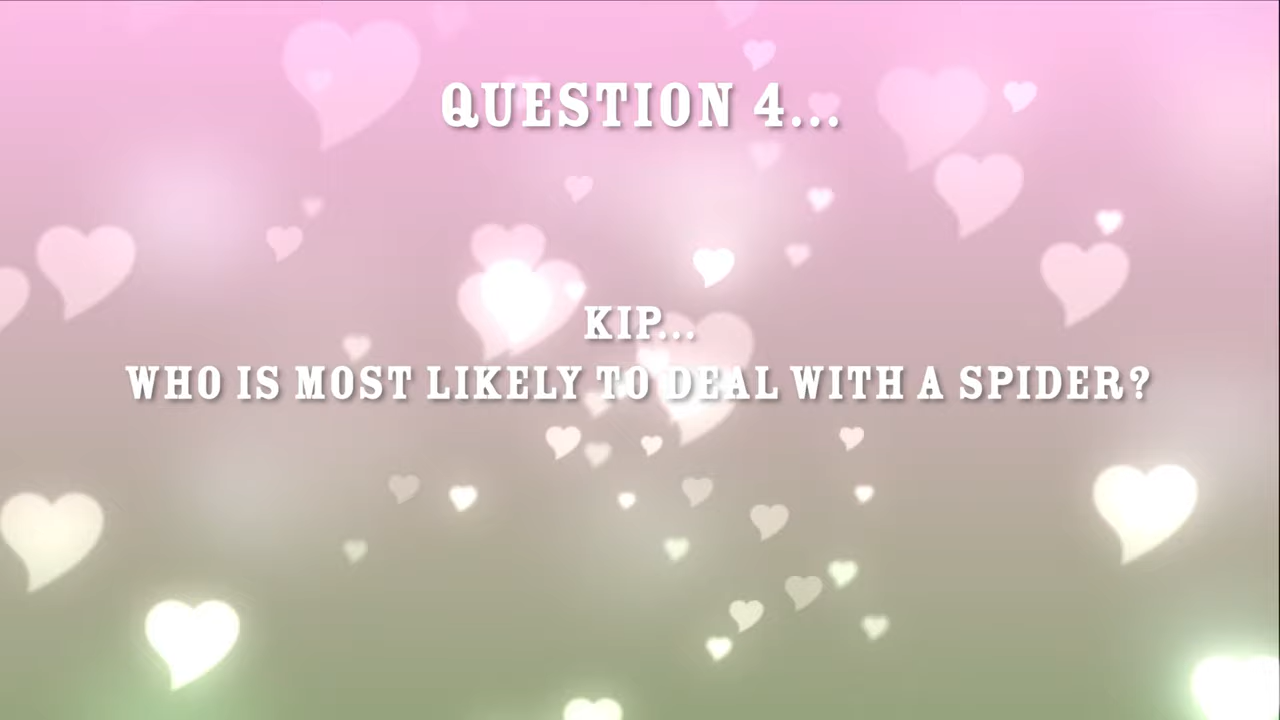 QUESTION 4...
KIP...
WHO IS MOST LIKELY TO DEAL WITH A SPIDER?